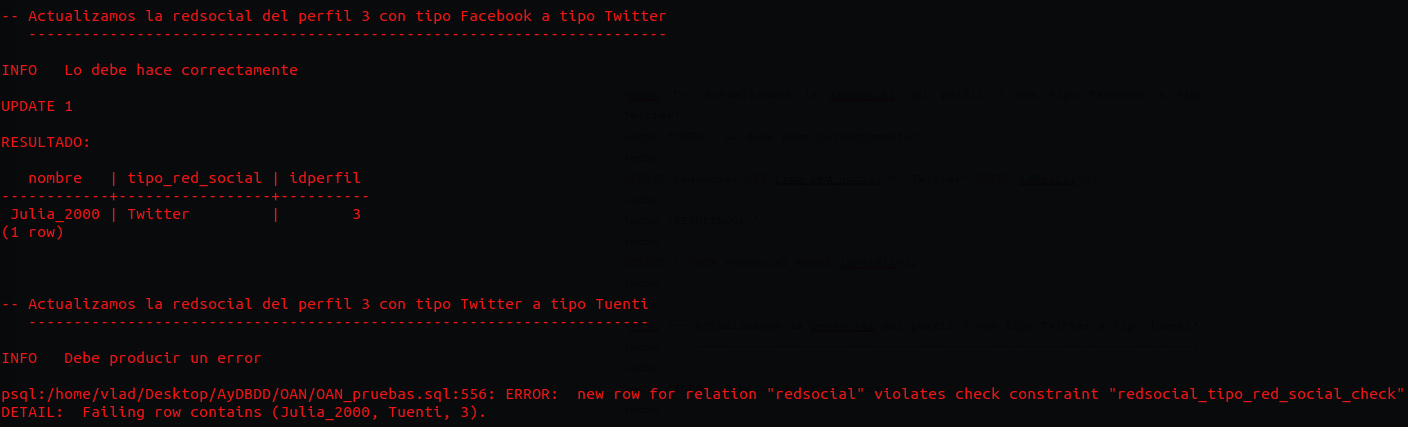 -- Actualizamos la redsocial del perfil 3 con tipo Facebook a tipo Twitter
-----------------------------------------------------------------------
INFO   Lo debe hace correctamente
UPDATE 1
RESULTADO:
   nombre   | tipo_red_social | idperfil
------------+-----------------+----------
 Julia_2000 | Twitter         |        3
(1 row)
-- Actualizamos la redsocial del perfil 3 con tipo Twitter a tipo Tuenti
---------------------------------------------------------------------
INFO   Debe producir un error
psql:/home/vlad/Desktop/AyDBDD/OAN/OAN_pruebas.sql:556: ERROR:  new row for relation "redsocial" violates check constraint "redsocial_tipo_red_social_check"
DETAIL:  Failing row contains (Julia_2000, Tuenti, 3).